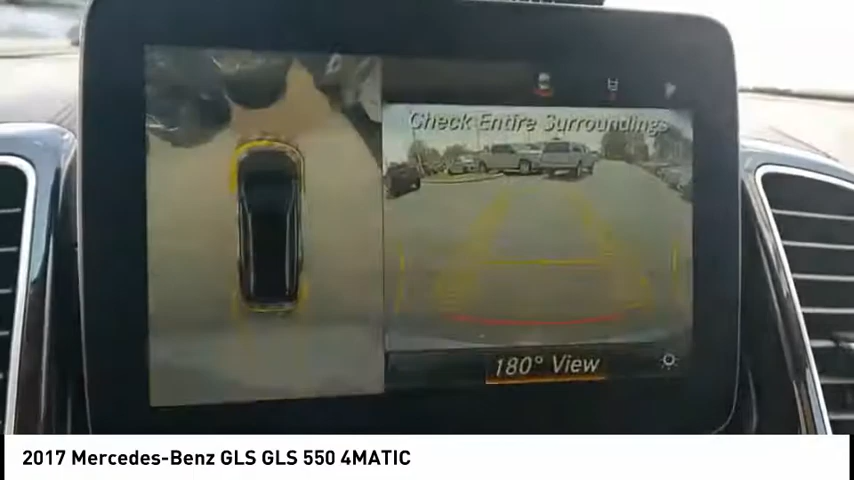 Check Entire Surroundings
180° View
2017 Mercedes-Benz GLS GLS 550 4MATIC